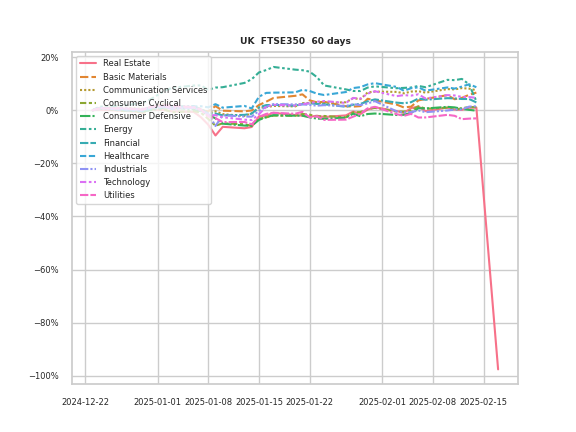 UK FTSE350 60 days
20%
0%
−20%
−40%
−60%
−80%
−100%
Real Estate
Basic Materials
Communication Services
Consumer Cyclical
Consumer Defensive
Energy
Financial
Healthcare
Industrials
Technology
Utilities
2024-12-22
2025-01-01
2025-01-08
2025-01-15
2025-01-22
2025-02-01
2025-02-08
2025-02-15